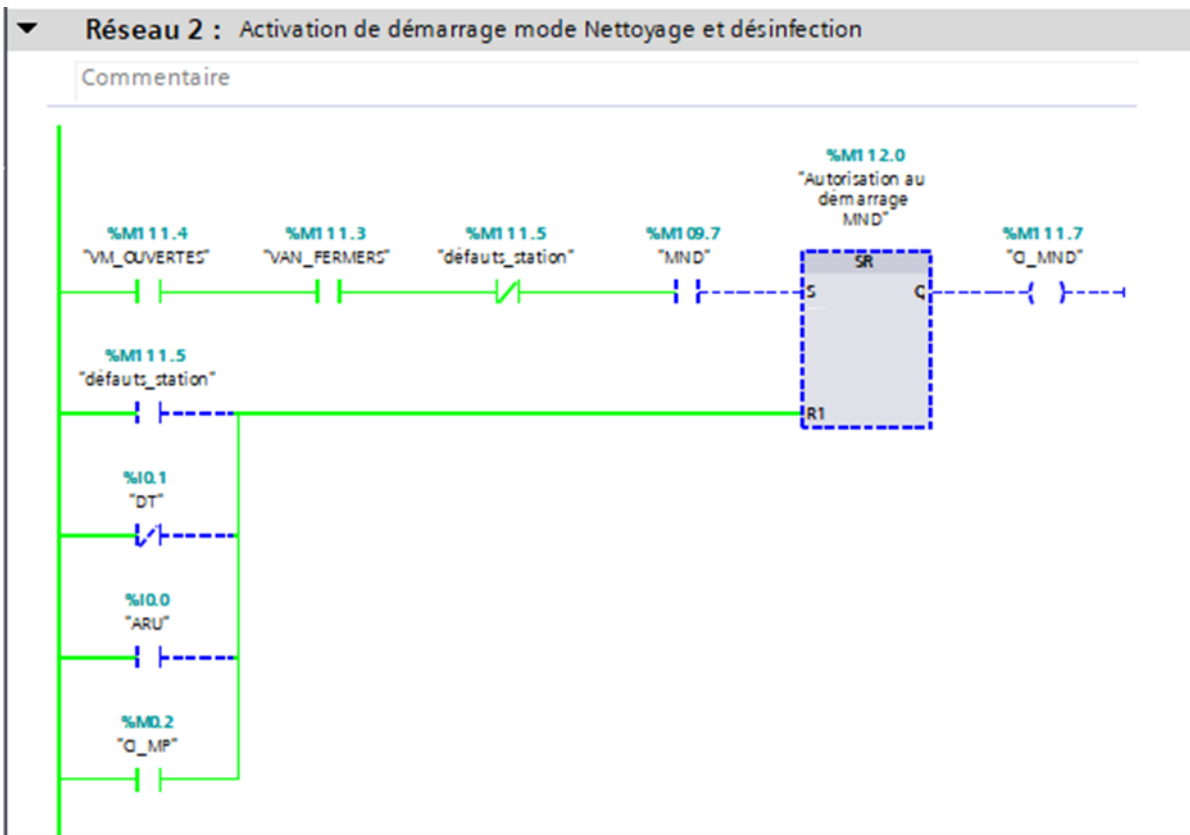 Réseau 2 : Activation de démarrage mode Nettoyage et désinfection
Commentaire
%M112.0
"Autorisation au
démarrage
MND"
%M111.4
"VM_OUVERTES"
%M111.3
"VAN_FERMERS"
%M111.5
"défauts_station"
%M109.7
"MND"
SR
S
Q
%M111.7
"CI_MND"
%M111.5
"défauts_station"
R1
%I0.1
"DT"
%I0.0
"ARU"
%M0.2
"CI_MP"